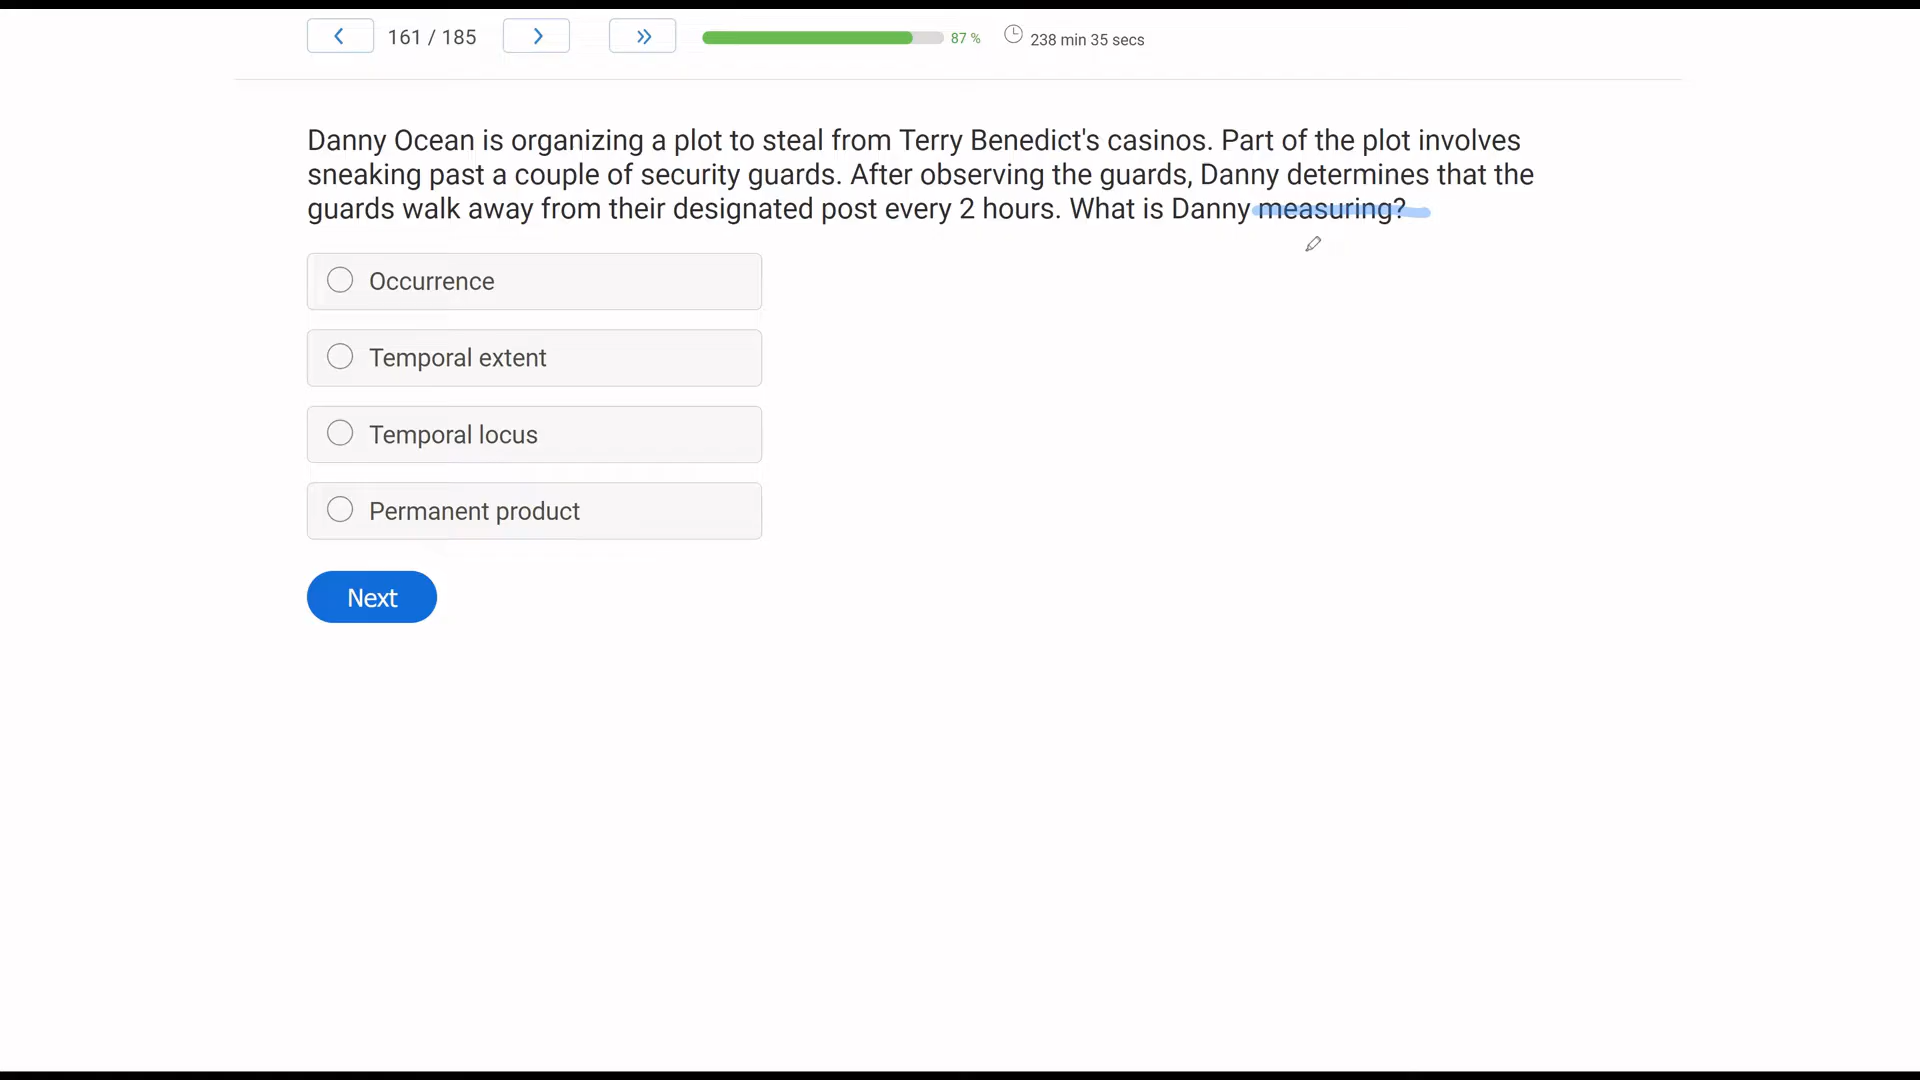 161 / 185
87 %
238 min 35 secs
Danny Ocean is organizing a plot to steal from Terry Benedict's casinos. Part of the plot involves
sneaking past a couple of security guards. After observing the guards, Danny determines that the
guards walk away from their designated post every 2 hours. What is Danny measuring?
Occurrence
Temporal extent
Temporal locus
Permanent product
Next